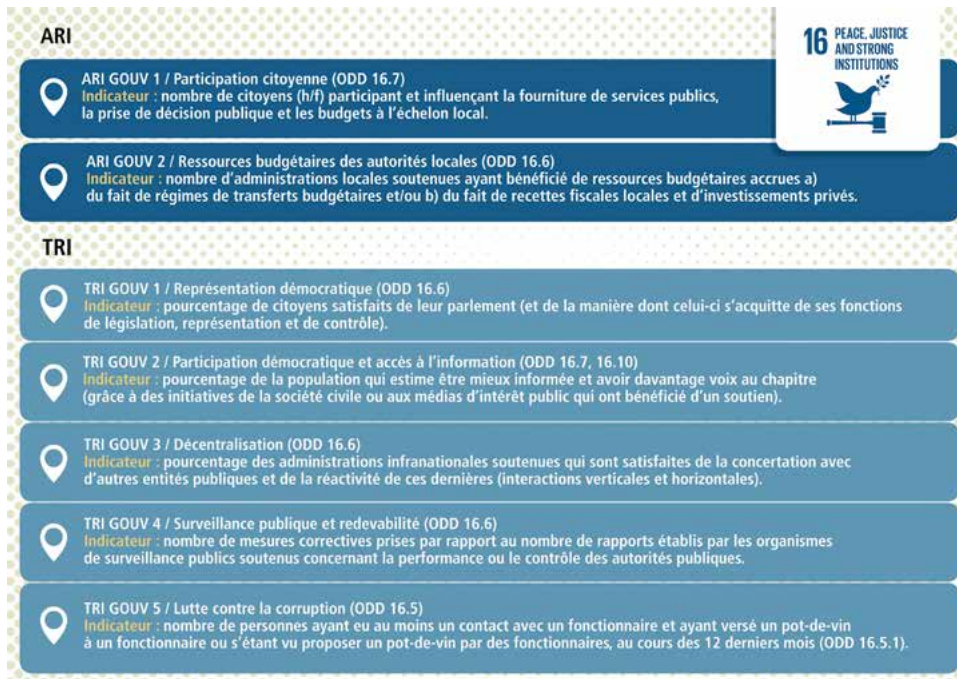 ARI
16 PEACE, JUSTICE
AND STRONG
INSTITUTIONS
ARI GOUV 1 / Participation citoyenne (ODD 16.7)
Indicateur : nombre de citoyens (h/f) participant et influençant la fourniture de services publics,
la prise de décision publique et les budgets à l'échelon local.
ARI GOUV 2 / Ressources budgétaires des autorités locales (ODD 16.6)
Indicateur : nombre d'administrations locales soutenues ayant bénéficié de ressources budgétaires accrues a)
du fait de régimes de transferts budgétaires et/ou b) du fait de recettes fiscales locales et d'investissements privés.
TRI
TRI GOUV 1 / Représentation démocratique (ODD 16.6)
Indicateur : pourcentage de citoyens satisfaits de leur parlement (et de la manière dont celui-ci s'acquitte de ses fonctions
de législation, représentation et de contrôle).
TRI GOUV 2 / Participation démocratique et accès à l'information (ODD 16.7, 16.10)
Indicateur : pourcentage de la population qui estime être mieux informée et avoir davantage voix au chapitre
(grâce à des initiatives de la société civile ou aux médias d'intérêt public qui ont bénéficié d'un soutien).
TRI GOUV 3 / Décentralisation (ODD 16.6)
Indicateur : pourcentage des administrations infranationales soutenues qui sont satisfaites de la concertation avec
d'autres entités publiques et de la réactivité de ces dernières (interactions verticales et horizontales).
TRI GOUV 4 / Surveillance publique et redevabilité (ODD 16.6)
Indicateur : nombre de mesures correctives prises par rapport au nombre de rapports établis par les organismes
de surveillance publics soutenus concernant la performance ou le contrôle des autorités publiques.
TRI GOUV 5 / Lutte contre la corruption (ODD 16.5)
Indicateur : nombre de personnes ayant eu au moins un contact avec un fonctionnaire et ayant versé un pot-de-vin
à un fonctionnaire ou s'étant vu proposer un pot-de-vin par des fonctionnaires, au cours des 12 derniers mois (ODD 16.5.1).